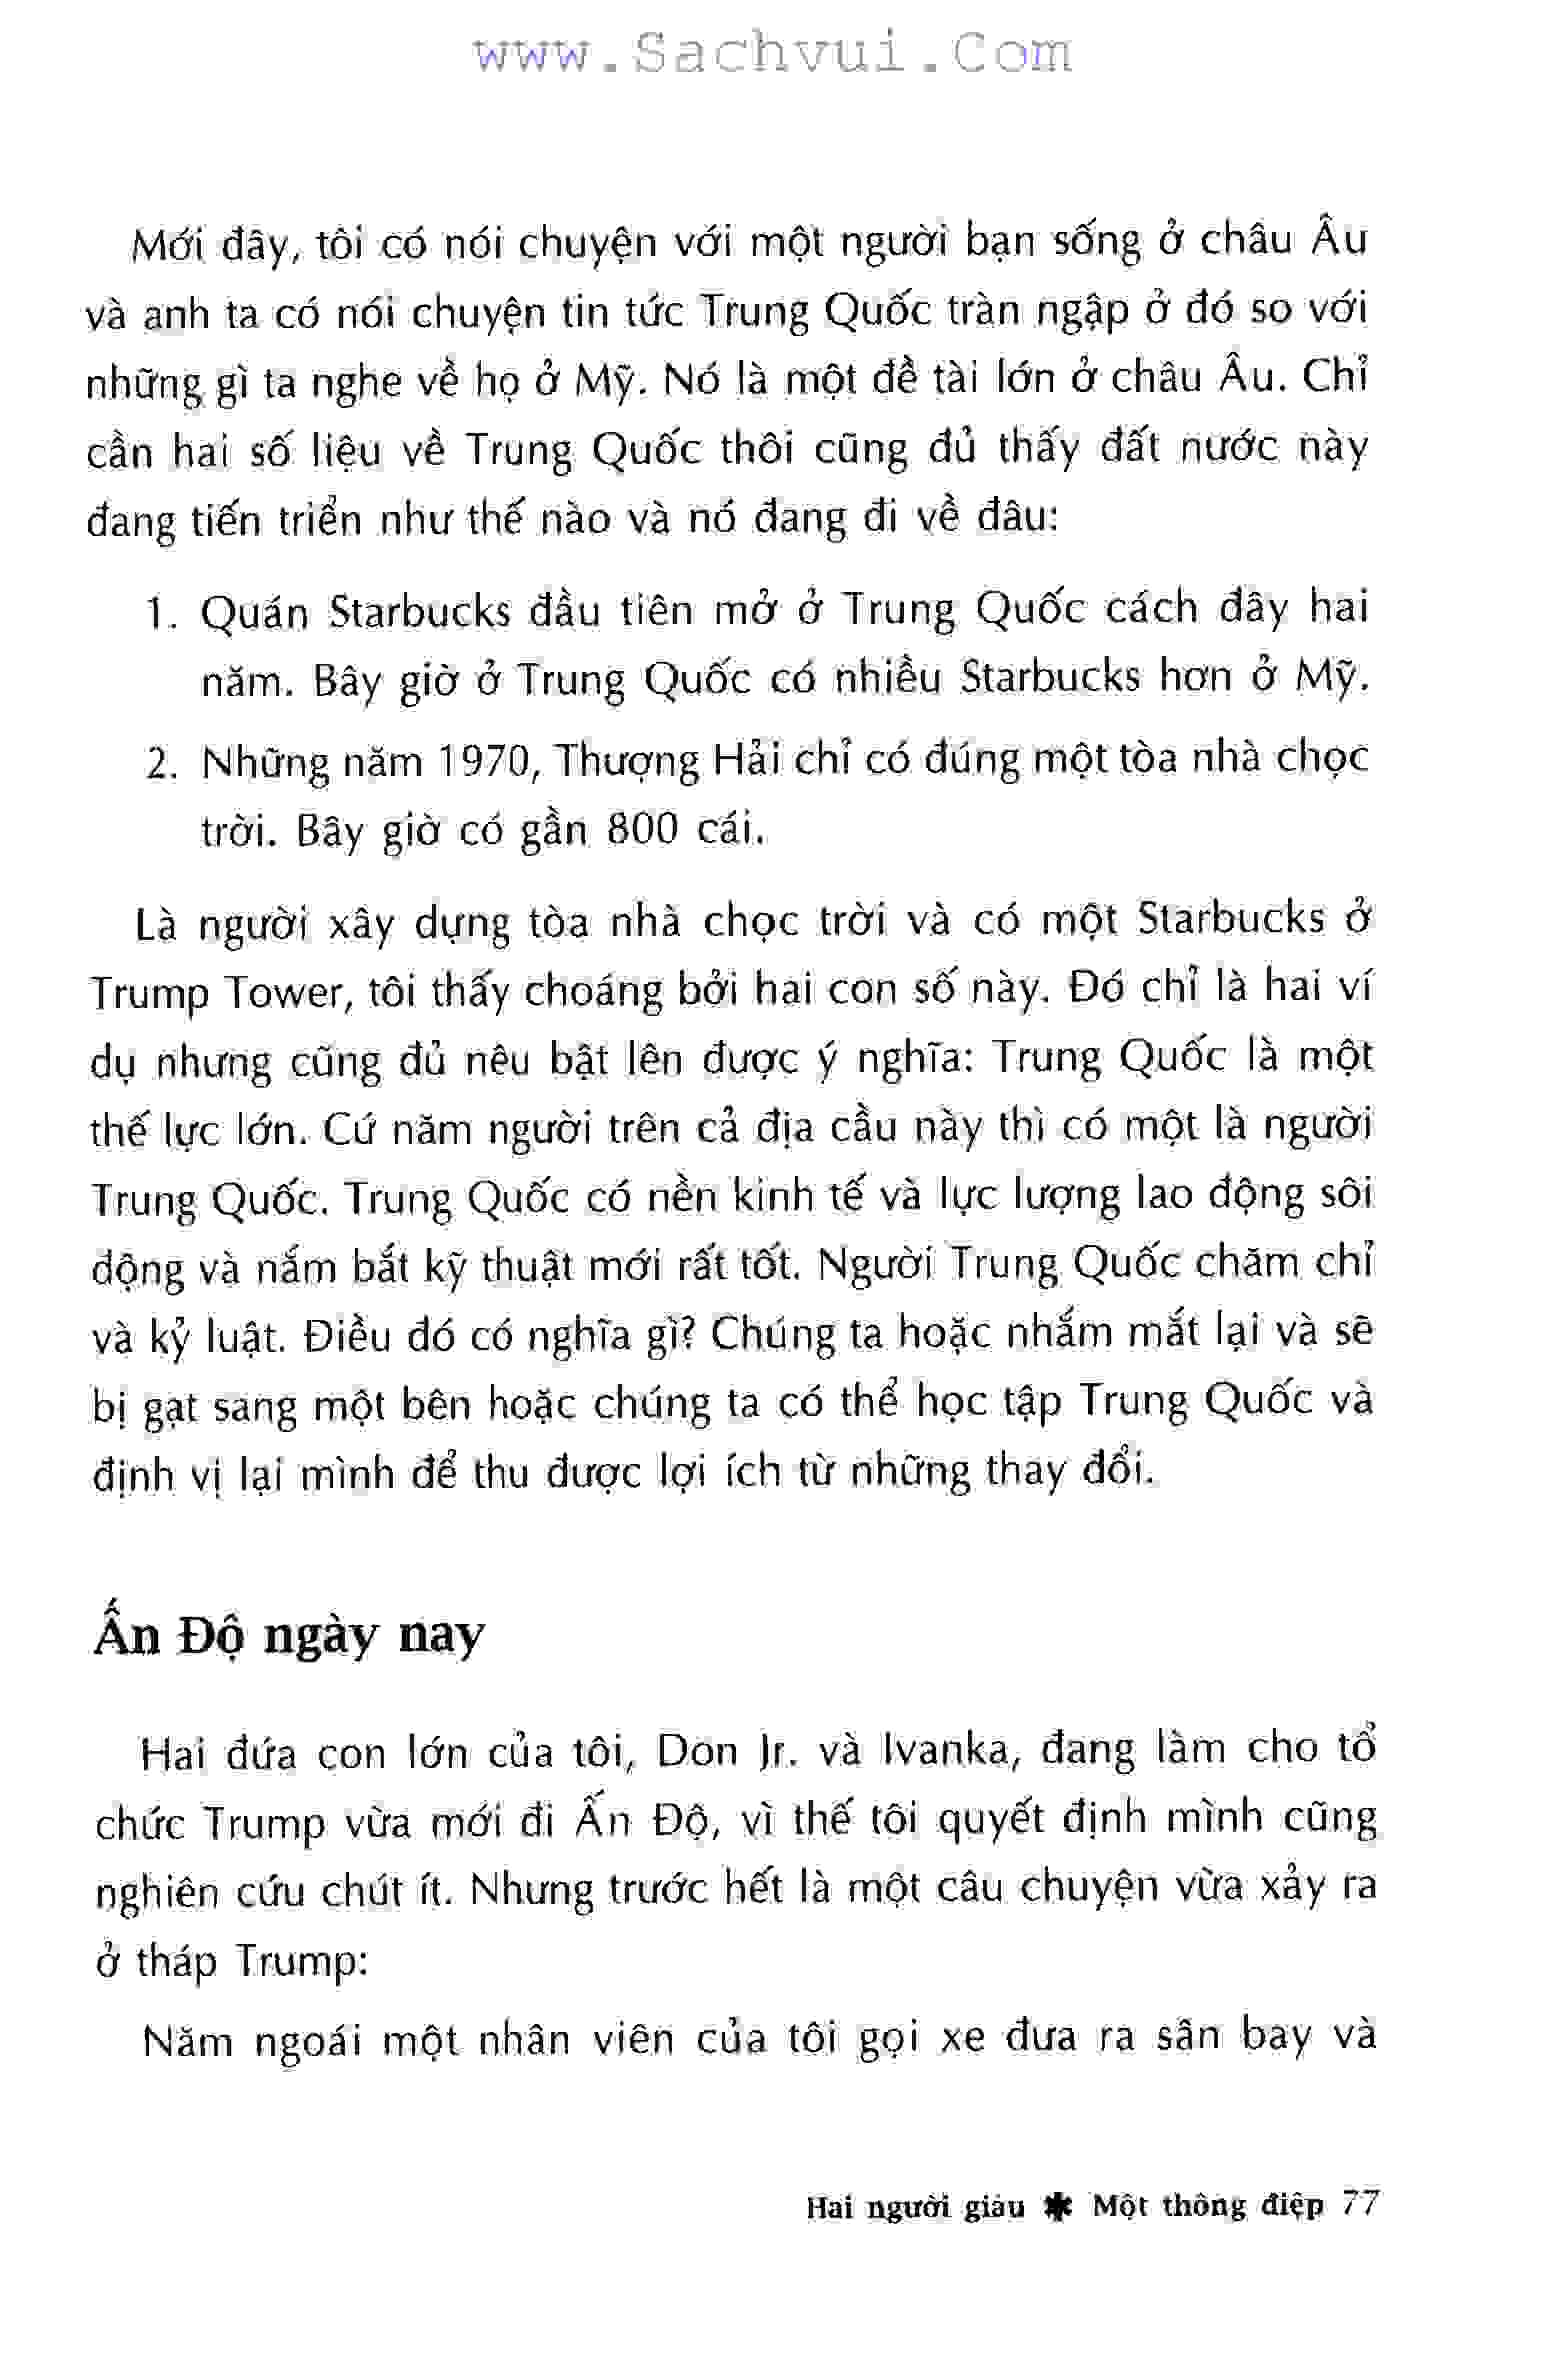 www.Sachvui.Com
Mới đây, tôi có nói chuyện với một người bạn sống ở châu Âu
và anh ta có nói chuyện tin tức Trung Quốc tràn ngập ở đó so với
những gì ta nghe về họ ở Mỹ. Nó là một đề tài lớn ở châu Âu. Chỉ
cần hai số liệu về Trung Quốc thôi cũng đủ thấy đất nước này
đang tiến triển như thế nào và nó đang đi về đâu:
1. Quán Starbucks đầu tiên mở ở Trung Quốc cách đây hai
năm. Bây giờ ở Trung Quốc có nhiều Starbucks hơn ở Mỹ.
2. Những năm 1970, Thượng Hải chỉ có đúng một tòa nhà chọc
trời. Bây giờ có gần 800 cái.
Là người xây dựng tòa nhà chọc trời và có một Starbucks ở
Trump Tower, tôi thấy choáng bởi hai con số này. Đó chỉ là hai ví
dụ nhưng cũng đủ nêu bật lên được ý nghĩa: Trung Quốc là một
thế lực lớn. Cứ năm người trên cả địa cầu này thì có một là người
Trung Quốc. Trung Quốc có nền kinh tế và lực lượng lao động sôi
động và nắm bắt kỹ thuật mới rất tốt. Người Trung Quốc chăm chỉ
và kỷ luật. Điều đó có nghĩa gì? Chúng ta hoặc nhắm mắt lại và sẽ
bị gạt sang một bên hoặc chúng ta có thể học tập Trung Quốc và
định vị lại mình để thu được lợi ích từ những thay đổi.
Ấn Độ ngày nay
Hai đứa con lớn của tôi, Don Jr. và Ivanka, đang làm cho tổ
chức Trump vừa mới đi Ấn Độ, vì thế tôi quyết định mình cũng
nghiên cứu chút ít. Nhưng trước hết là một câu chuyện vừa xảy ra
ở tháp Trump:
Năm ngoái một nhân viên của tôi gọi xe đưa ra sân bay và
Hai người giàu ✱ Một thông điệp 77